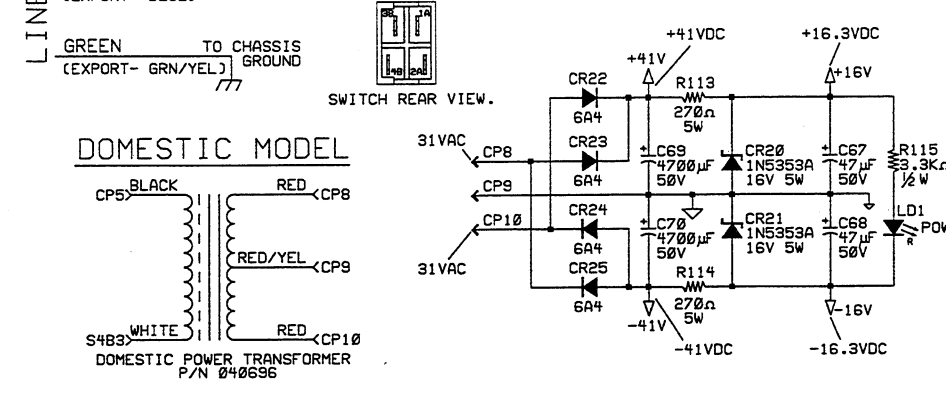 LINE
GREEN
TO CHASSIS
GROUND
(EXPORT- GRN/YEL)
3B
1A
4B
2A
SWITCH REAR VIEW.
DOMESTIC MODEL
BLACK
CP5
RED
CP8
RED/YEL
CP9
WHITE
S4B3
RED
CP10
DOMESTIC POWER TRANSFORMER
P/N 040696
+41VDC
+41V
+16.3VDC
+16V
31VAC
CP8
CP9
CP10
31VAC
CR22
6A4
CR23
6A4
CR24
6A4
CR25
6A4
R113
270Ω
5W
+
C69
4700µF
50V
CR20
1N5353A
16V 5W
+
C67
47µF
50V
R115
3.3KΩ
½ W
+
C70
4700µF
50V
CR21
1N5353A
16V 5W
+
C68
47µF
50V
LD1
POW
R
R114
270Ω
5W
-41V
-41VDC
-16V
-16.3VDC